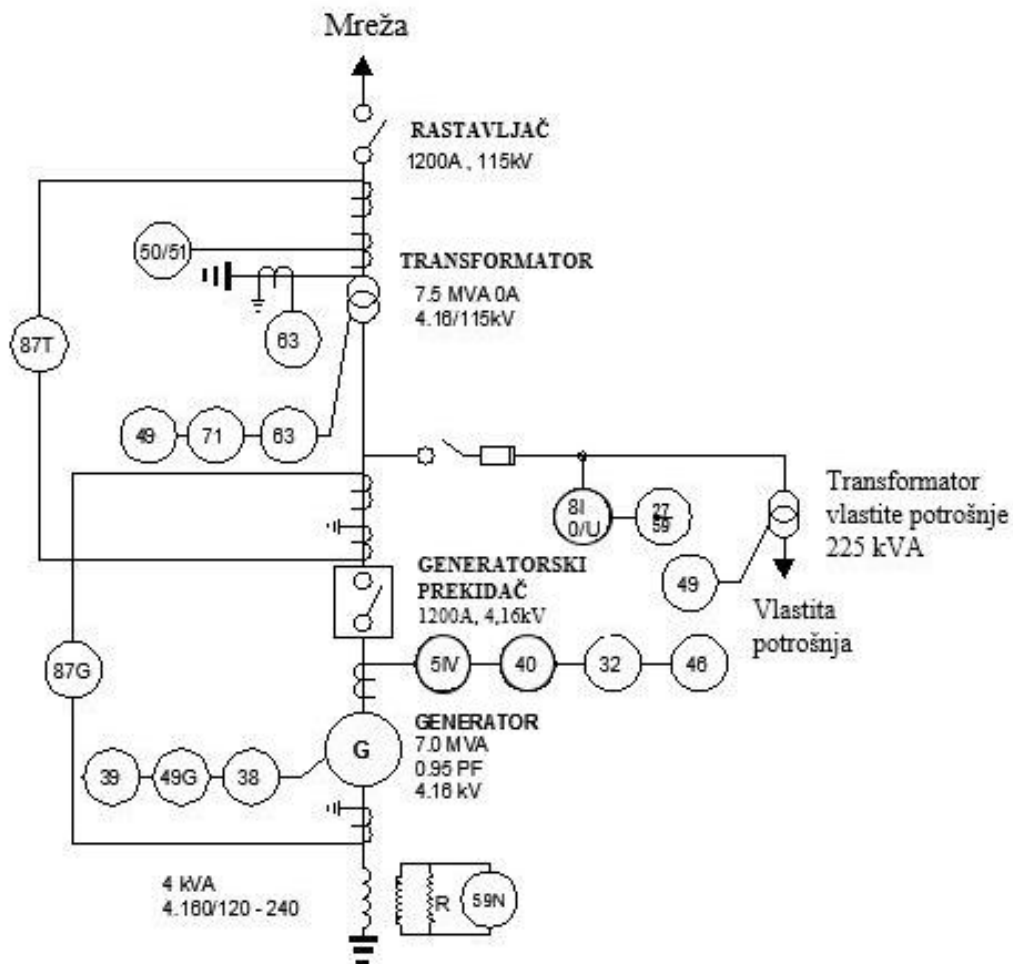 Mreža
RASTAVLJAČ
1200A , 115kV
50/51
TRANSFORMATOR
7.5 MVA 0A
4.16/115kV
87T
63
49
71
63
8I
0/U
27
59
Transformator
vlastite potrošnje
225 kVA
49
Vlastita
potrošnja
GENERATORSKI
PREKIDAČ
1200A, 4,16kV
87G
5IV
40
32
46
GENERATOR
7.0 MVA
0.95 PF
4.16 kV
G
39
49G
38
4 kVA
4.160/120 - 240
R
59N